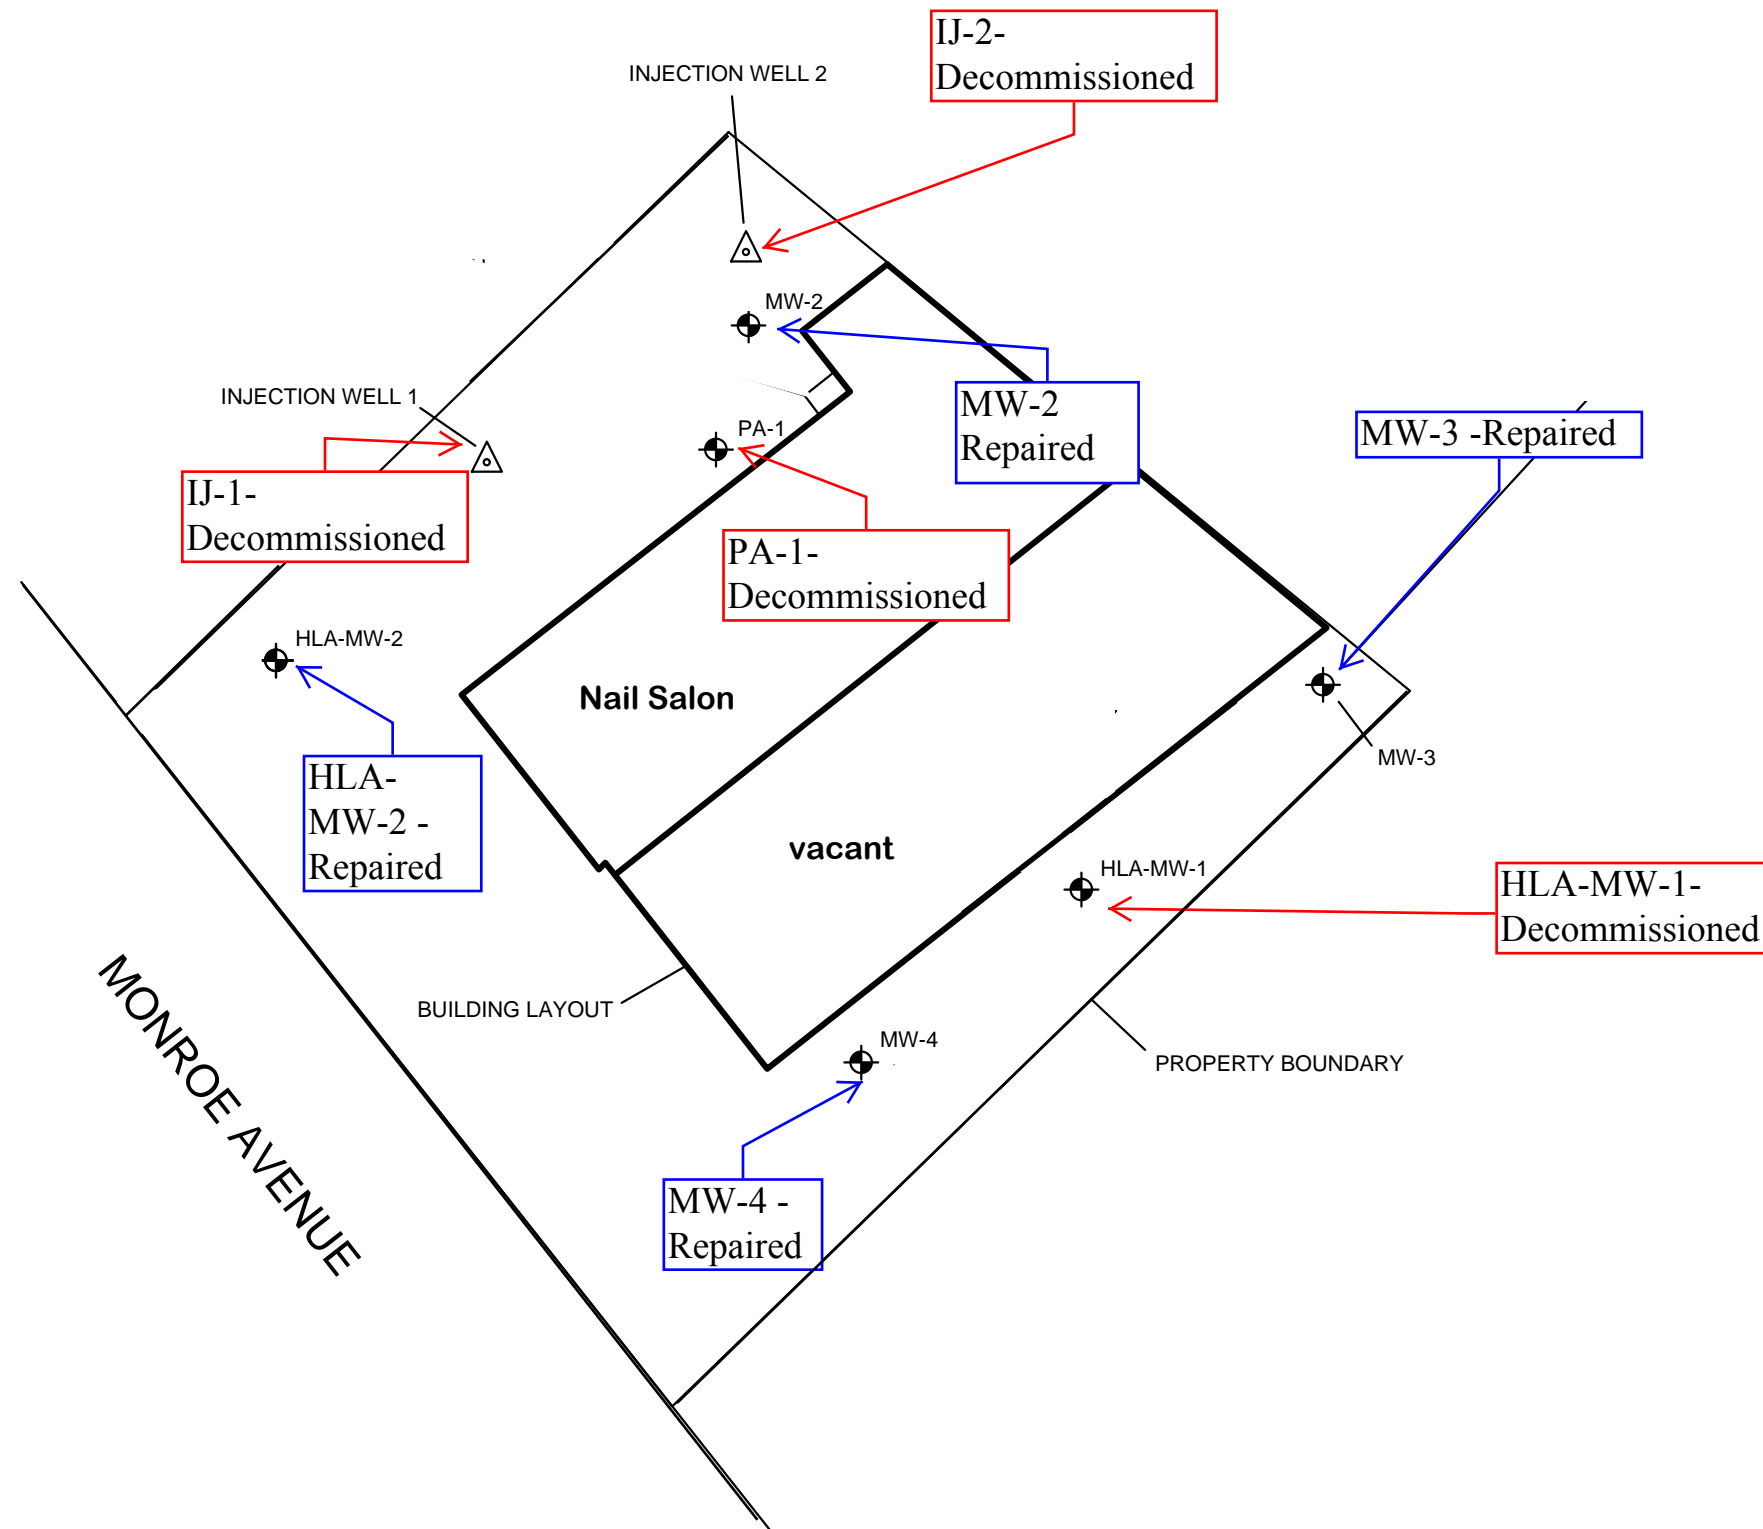 IJ-2-
Decommissioned
INJECTION WELL 2
MW-2
INJECTION WELL 1
MW-2
Repaired
MW-3 -Repaired
PA-1
IJ-1-
Decommissioned
PA-1-
Decommissioned
HLA-MW-2
Nail Salon
MW-3
HLA-
MW-2 -
Repaired
vacant
HLA-MW-1
HLA-MW-1-
Decommissioned
BUILDING LAYOUT
MW-4
PROPERTY BOUNDARY
MONROE AVENUE
MW-4 -
Repaired